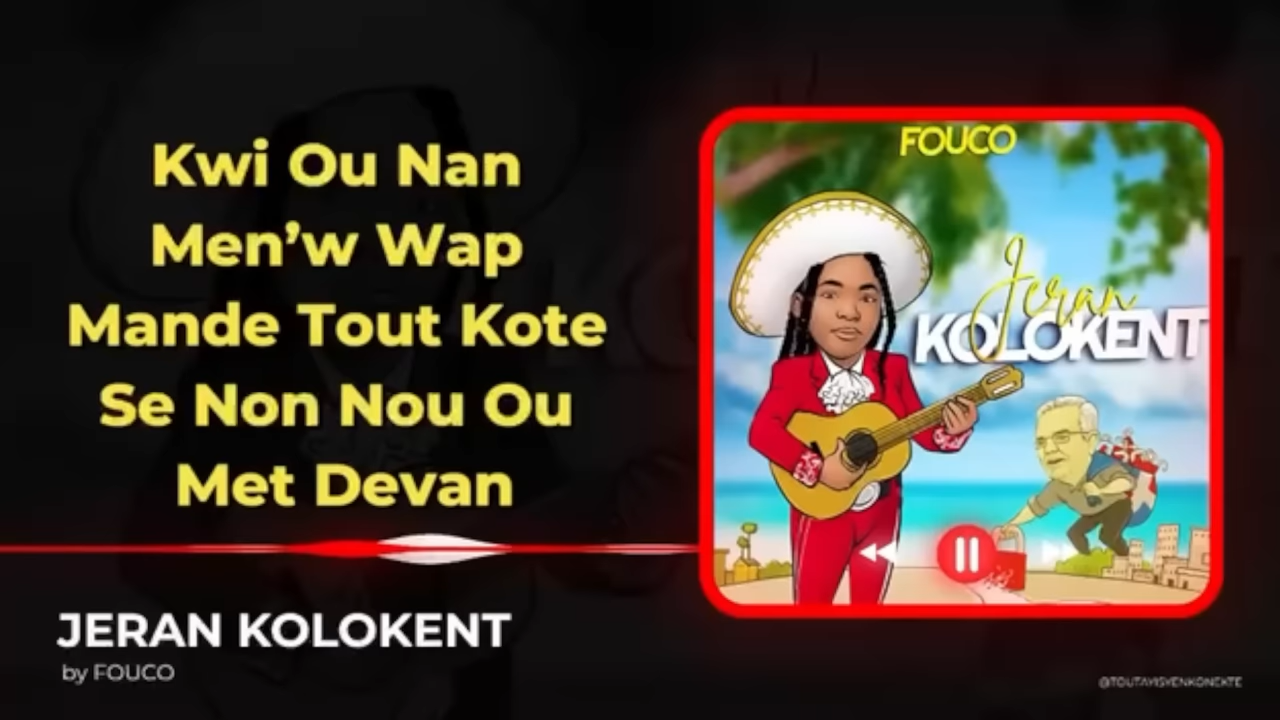 Kwi Ou Nan
Men’w Wap
Mande Tout Kote
Se Non Nou Ou
Met Devan
FOUCO
Jeran
KOLOKENT
JERAN KOLOKENT
by FOUCO
@TOUTAYISYENKONEKTE